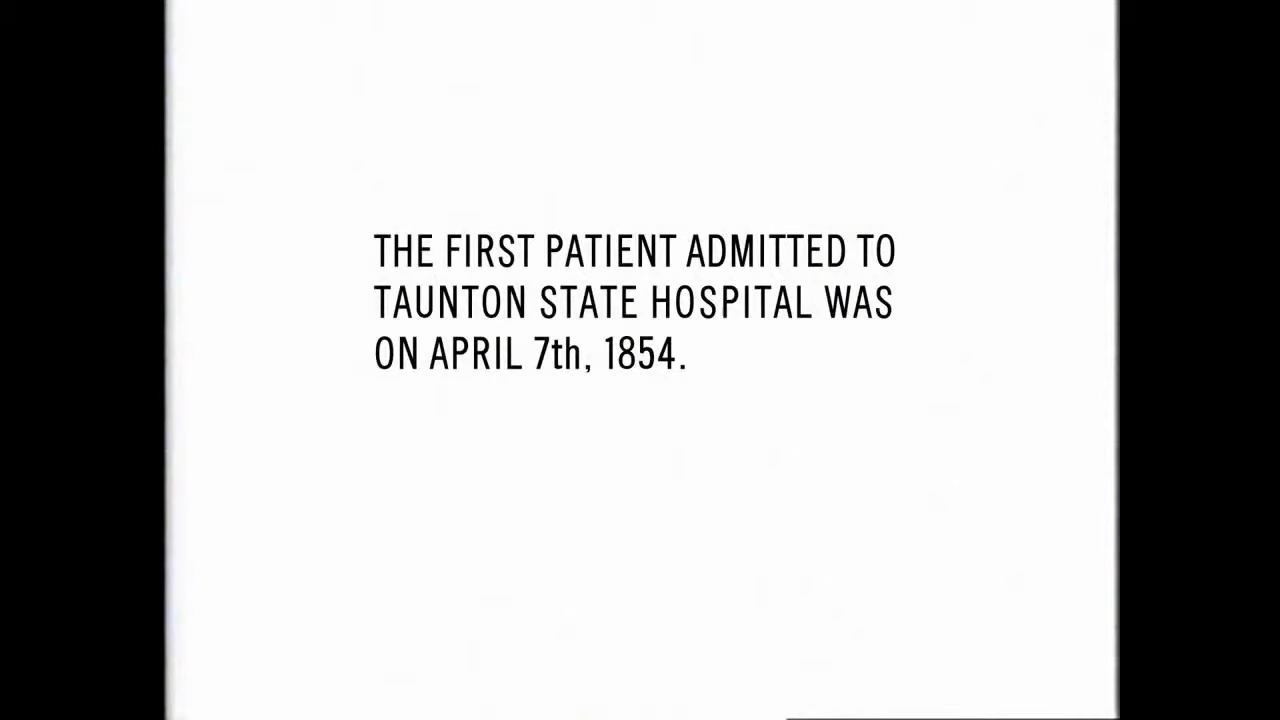 THE FIRST PATIENT ADMITTED TO
TAUNTON STATE HOSPITAL WAS
ON APRIL 7th, 1854.